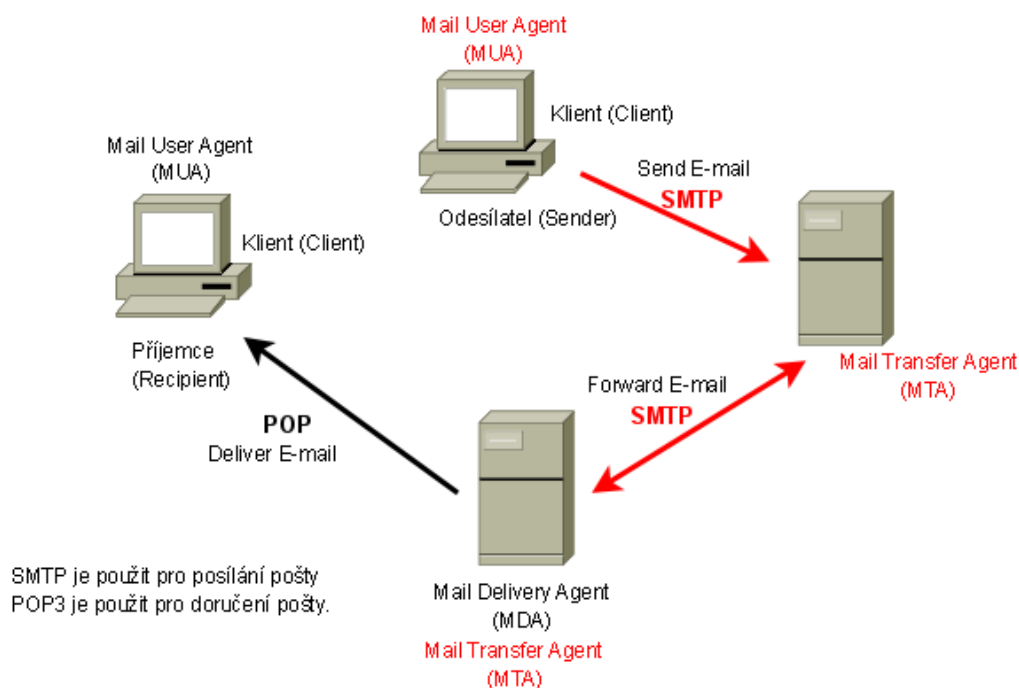 Mail User Agent
(MUA)
Klient (Client)
Odesílatel (Sender)
Send E-mail
SMTP
Mail User Agent
(MUA)
Klient (Client)
Příjemce
(Recipient)
Mail Transfer Agent
(MTA)
Forward E-mail
SMTP
POP
Deliver E-mail
Mail Delivery Agent
(MDA)
Mail Transfer Agent
(MTA)
SMTP je použit pro posílání pošty
POP3 je použit pro doručení pošty.